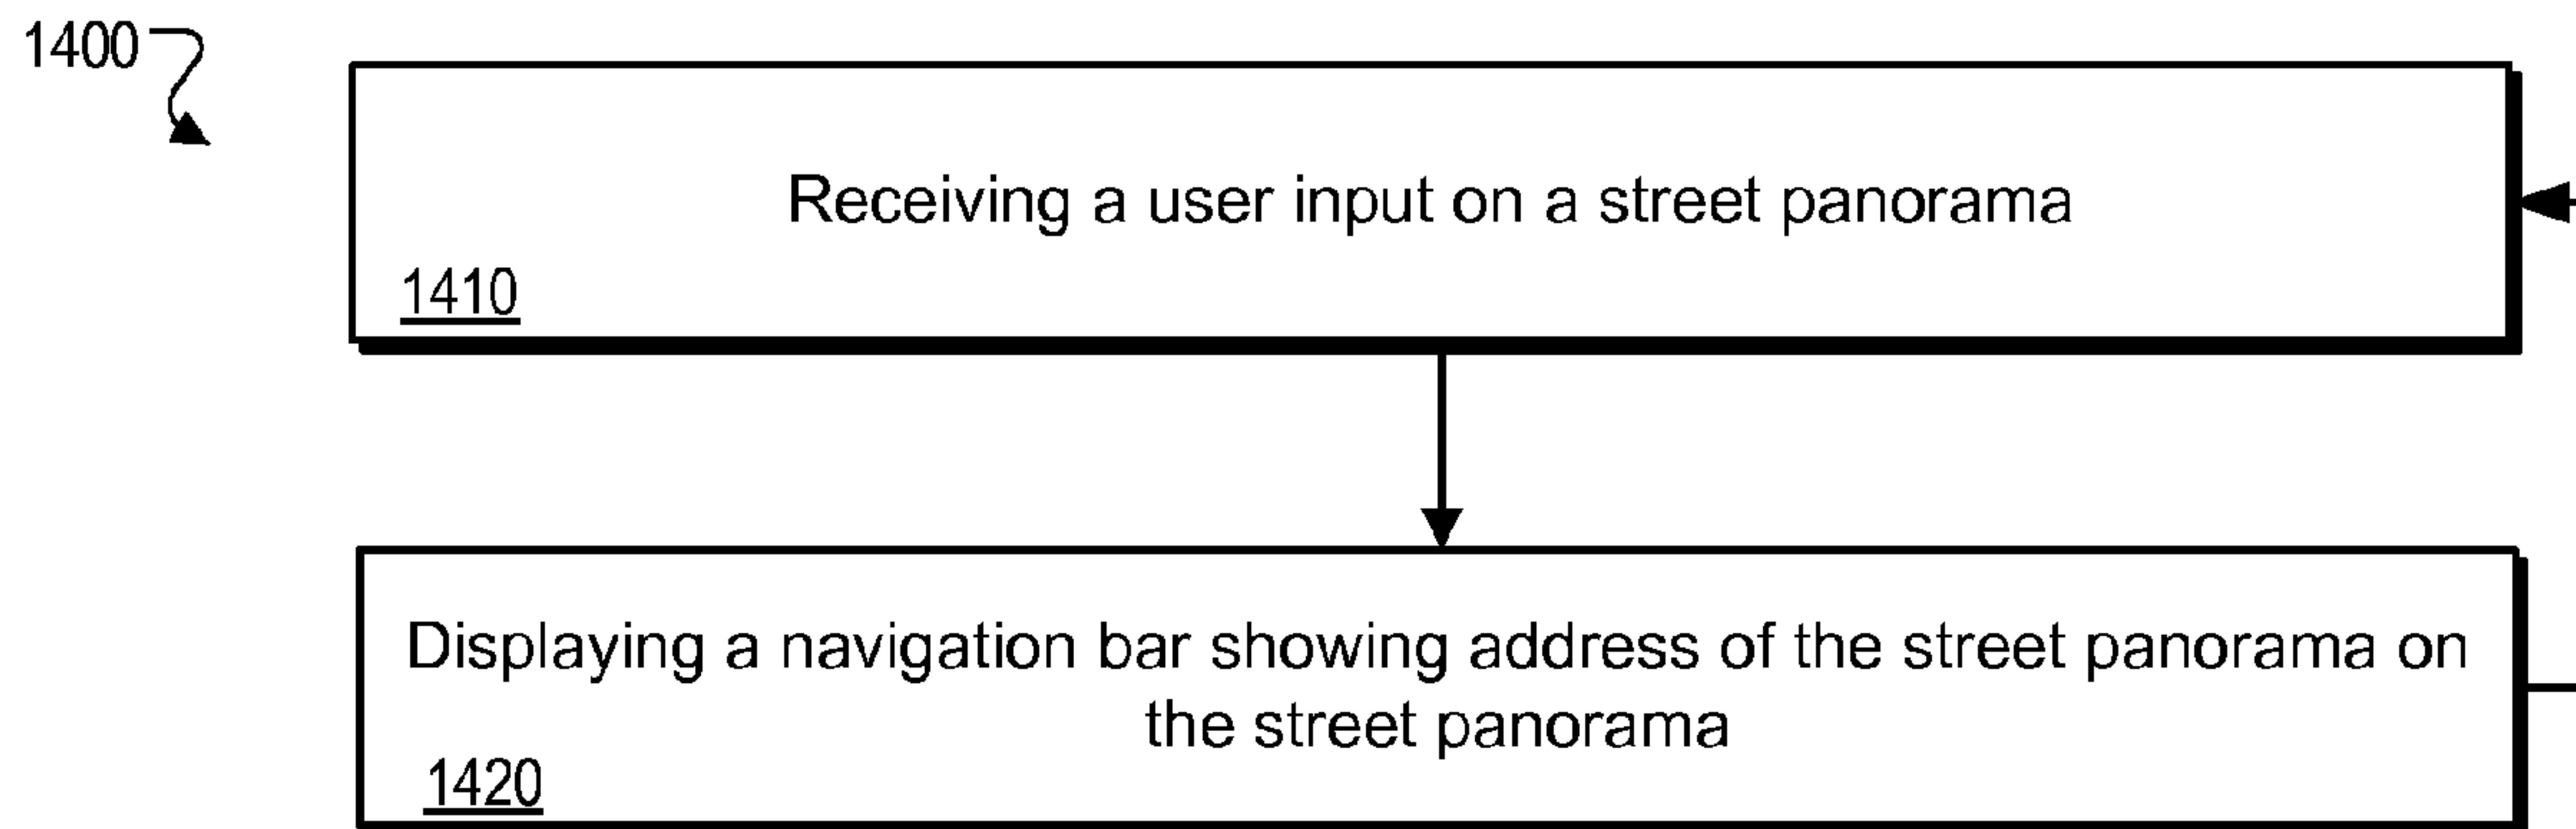 1400
Receiving a user input on a street panorama
1410
Displaying a navigation bar showing address of the street panorama on
the street panorama
1420